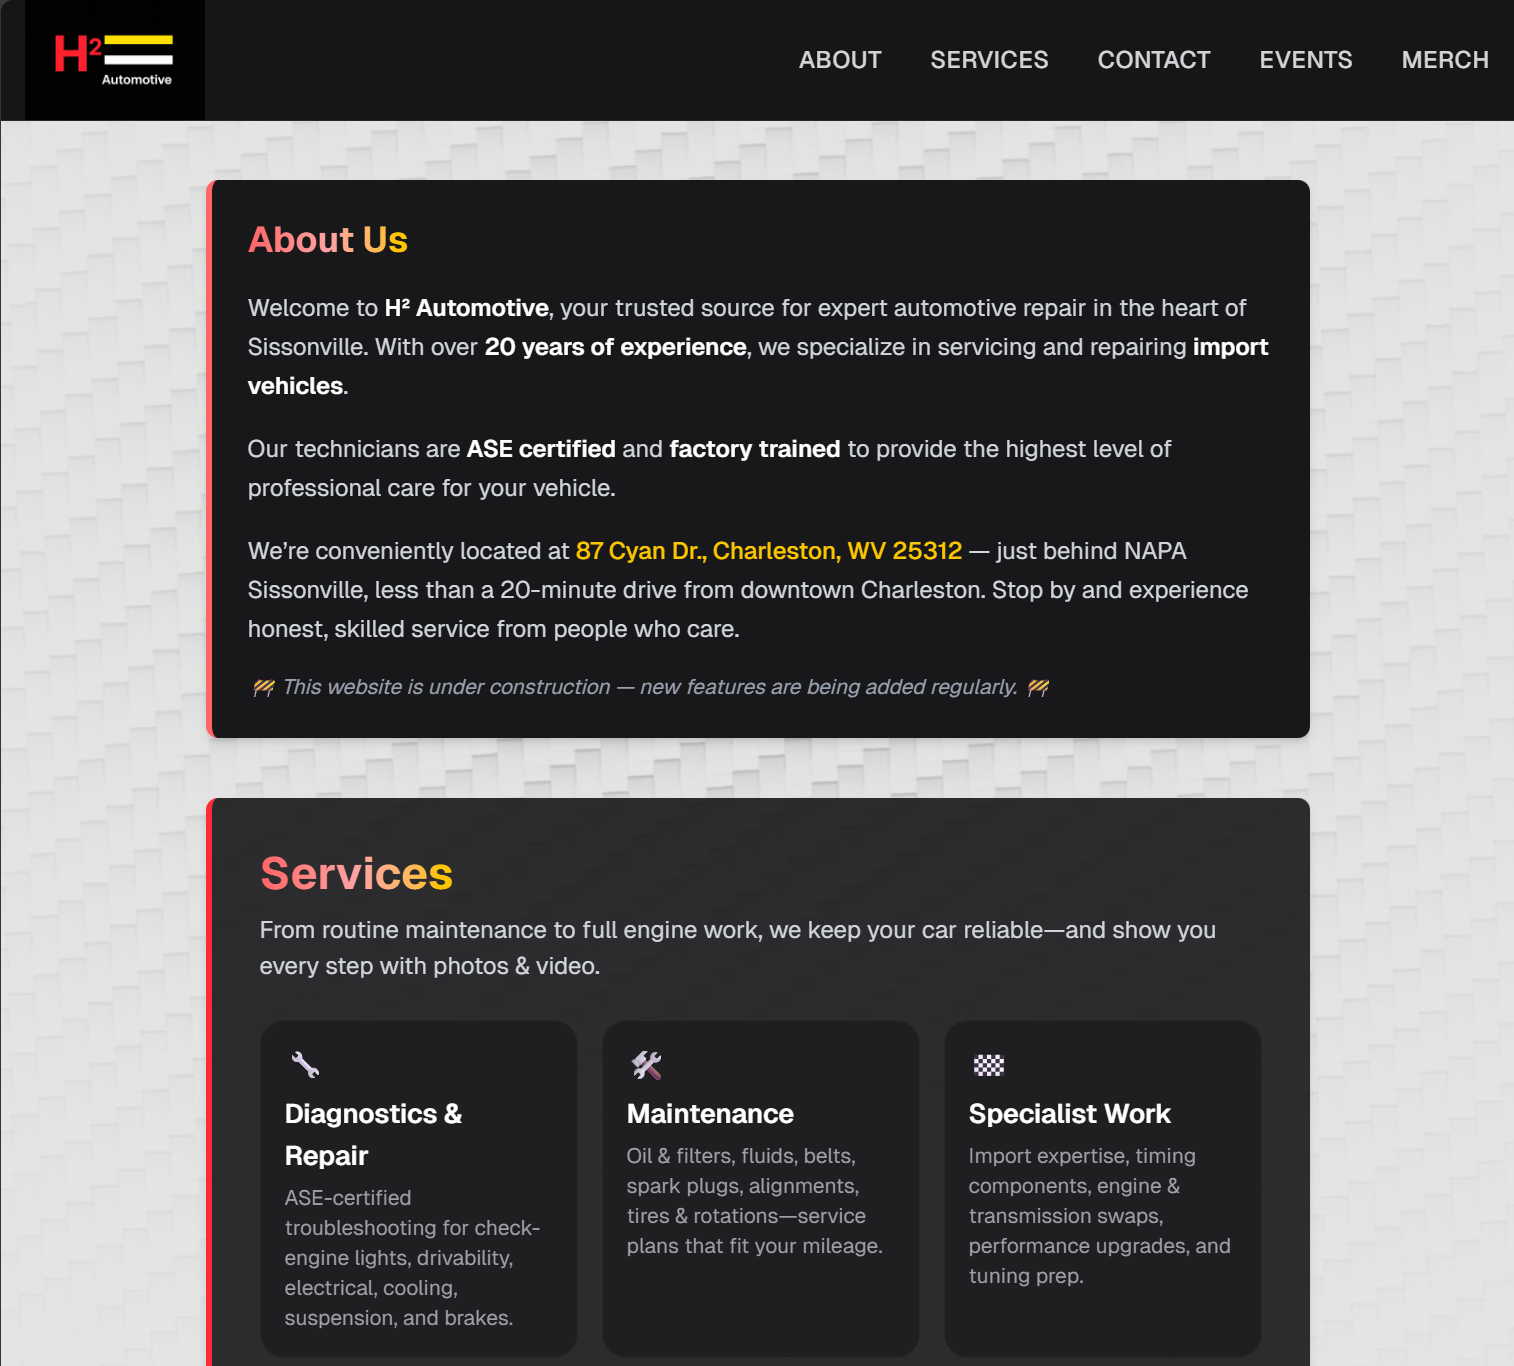 H²
Automotive
ABOUT SERVICES CONTACT EVENTS MERCH
About Us
Welcome to H² Automotive, your trusted source for expert automotive repair in the heart of
Sissonville. With over 20 years of experience, we specialize in servicing and repairing import
vehicles.
Our technicians are ASE certified and factory trained to provide the highest level of
professional care for your vehicle.
We’re conveniently located at 87 Cyan Dr., Charleston, WV 25312 — just behind NAPA
Sissonville, less than a 20-minute drive from downtown Charleston. Stop by and experience
honest, skilled service from people who care.
🚧 This website is under construction — new features are being added regularly. 🚧
Services
From routine maintenance to full engine work, we keep your car reliable—and show you
every step with photos & video.
Diagnostics &
Repair
ASE-certified
troubleshooting for check-
engine lights, drivability,
electrical, cooling,
suspension, and brakes.
Maintenance
Oil & filters, fluids, belts,
spark plugs, alignments,
tires & rotations—service
plans that fit your mileage.
Specialist Work
Import expertise, timing
components, engine &
transmission swaps,
performance upgrades, and
tuning prep.